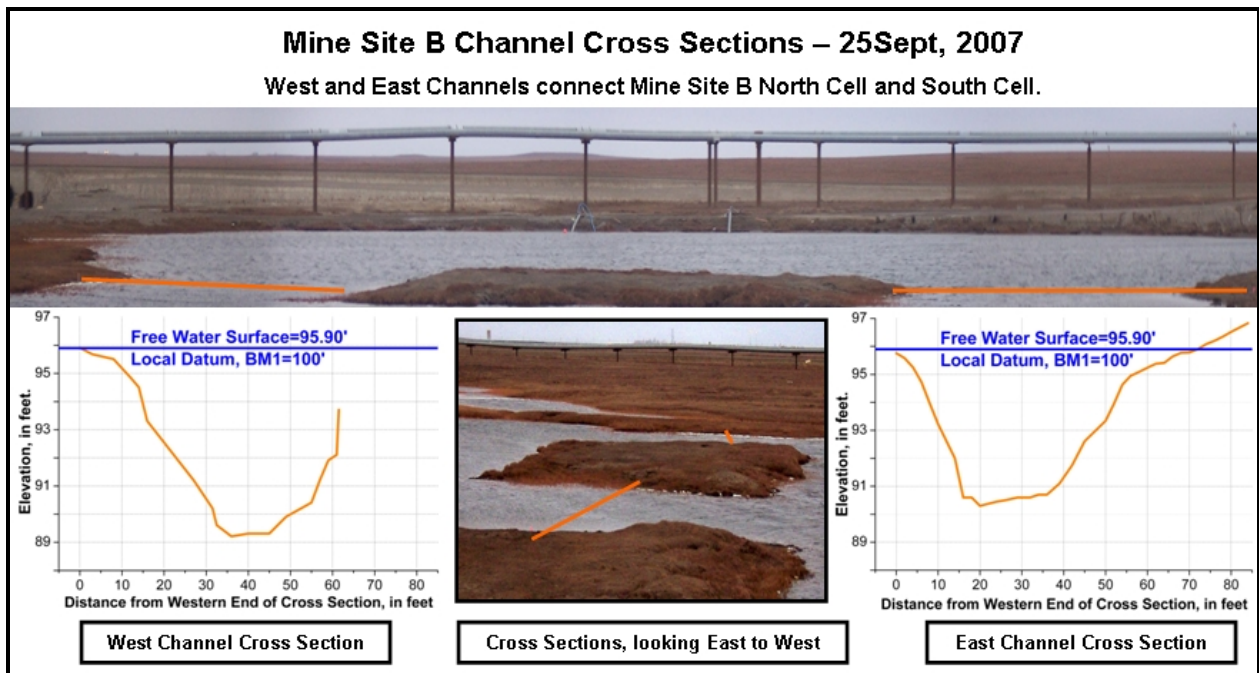 Mine Site B Channel Cross Sections – 25Sept, 2007
West and East Channels connect Mine Site B North Cell and South Cell.
97
95
93
91
89
Elevation, in feet.
Free Water Surface=95.90'
Local Datum, BM1=100'
0 10 20 30 40 50 60 70 80
Distance from Western End of Cross Section, in feet
West Channel Cross Section
Cross Sections, looking East to West
97
95
93
91
89
Elevation, in feet.
Free Water Surface=95.90'
Local Datum, BM1=100'
0 10 20 30 40 50 60 70 80
Distance from Western End of Cross Section, in feet
East Channel Cross Section